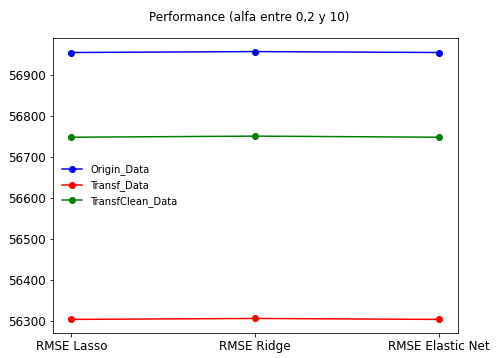 Performance (alfa entre 0,2 y 10)
56900
56800
56700
56600
56500
56400
56300
Origin_Data
Transf_Data
TransfClean_Data
RMSE Lasso
RMSE Ridge
RMSE Elastic Net